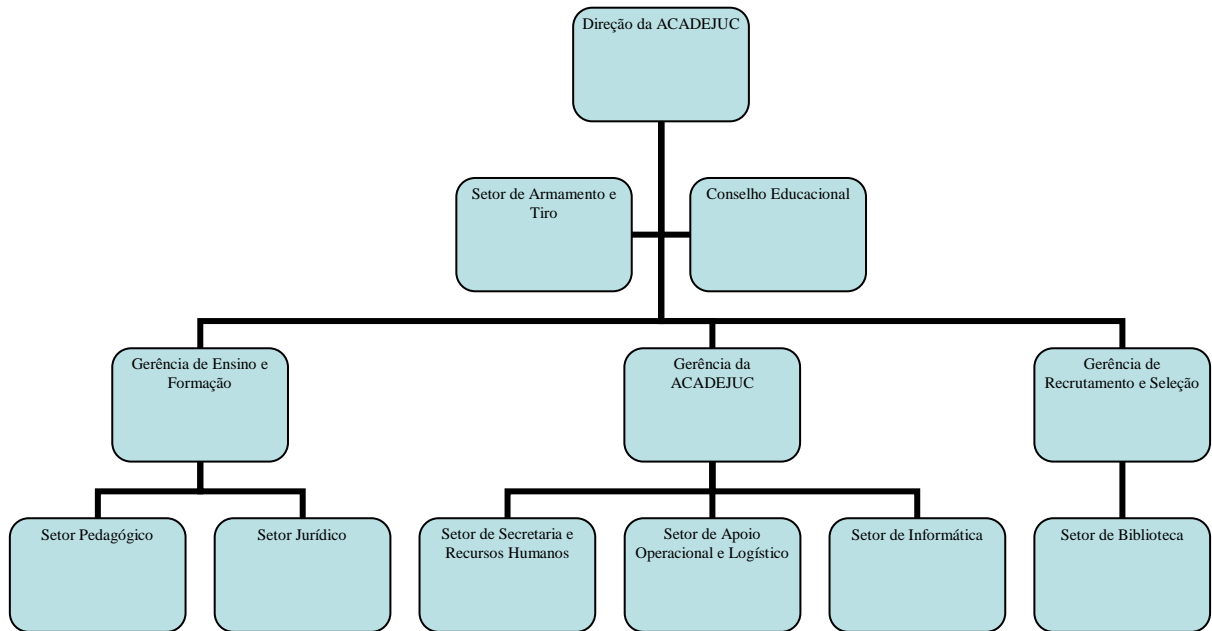 Direção da ACADEJUC
Setor de Armamento e
Tiro
Conselho Educacional
Gerência de Ensino e
Formação
Gerência da
ACADEJUC
Gerência de
Recrutamento e Seleção
Setor Pedagógico
Setor Jurídico
Setor de Secretaria e
Recursos Humanos
Setor de Apoio
Operacional e Logístico
Setor de Informática
Setor de Biblioteca